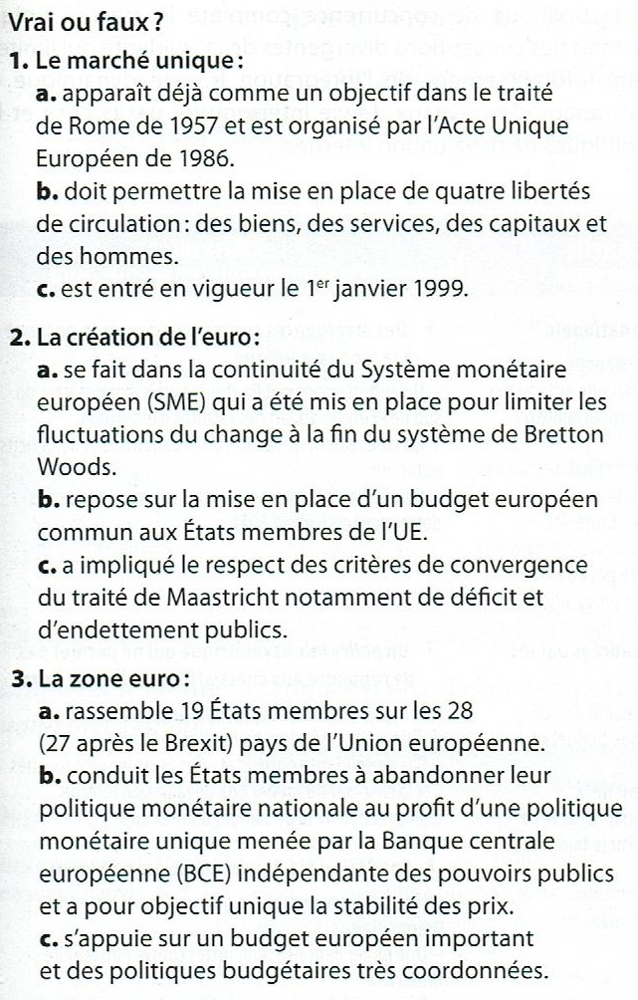 Vrai ou faux ?
1. Le marché unique :
a. apparaît déjà comme un objectif dans le traité
de Rome de 1957 et est organisé par l'Acte Unique
Européen de 1986.
b. doit permettre la mise en place de quatre libertés
de circulation : des biens, des services, des capitaux et
des hommes.
c. est entré en vigueur le 1er janvier 1999.
2. La création de l'euro :
a. se fait dans la continuité du Système monétaire
européen (SME) qui a été mis en place pour limiter les
fluctuations du change à la fin du système de Bretton
Woods.
b. repose sur la mise en place d'un budget européen
commun aux États membres de l'UE.
c. a impliqué le respect des critères de convergence
du traité de Maastricht notamment de déficit et
d'endettement publics.
3. La zone euro :
a. rassemble 19 États membres sur les 28
(27 après le Brexit) pays de l'Union européenne.
b. conduit les États membres à abandonner leur
politique monétaire nationale au profit d'une politique
monétaire unique menée par la Banque centrale
européenne (BCE) indépendante des pouvoirs publics
et a pour objectif unique la stabilité des prix.
c. s'appuie sur un budget européen important
et des politiques budgétaires très coordonnées.